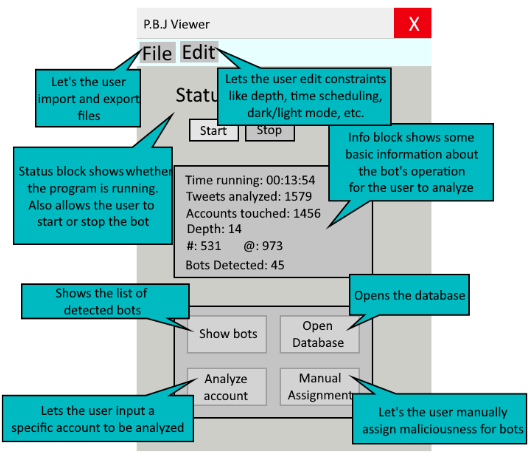 P.B.J Viewer
X
File Edit
Let's the user
import and export
files
Lets the user edit constraints
like depth, time scheduling,
dark/light mode, etc.
Start Stop
Status block shows whether
the program is running.
Also allows the user to
start or stop the bot
Info block shows some
basic information about
the bot's operation
for the user to analyze
Time running: 00:13:54
Tweets analyzed: 1579
Accounts touched: 1456
Depth: 14
#: 531 @: 973
Bots Detected: 45
Shows the list of
detected bots
Opens the database
Show bots
Open
Database
Analyze
account
Manual
Assignment
Lets the user input a
specific account to be analyzed
Let's the user manually
assign maliciousness for bots